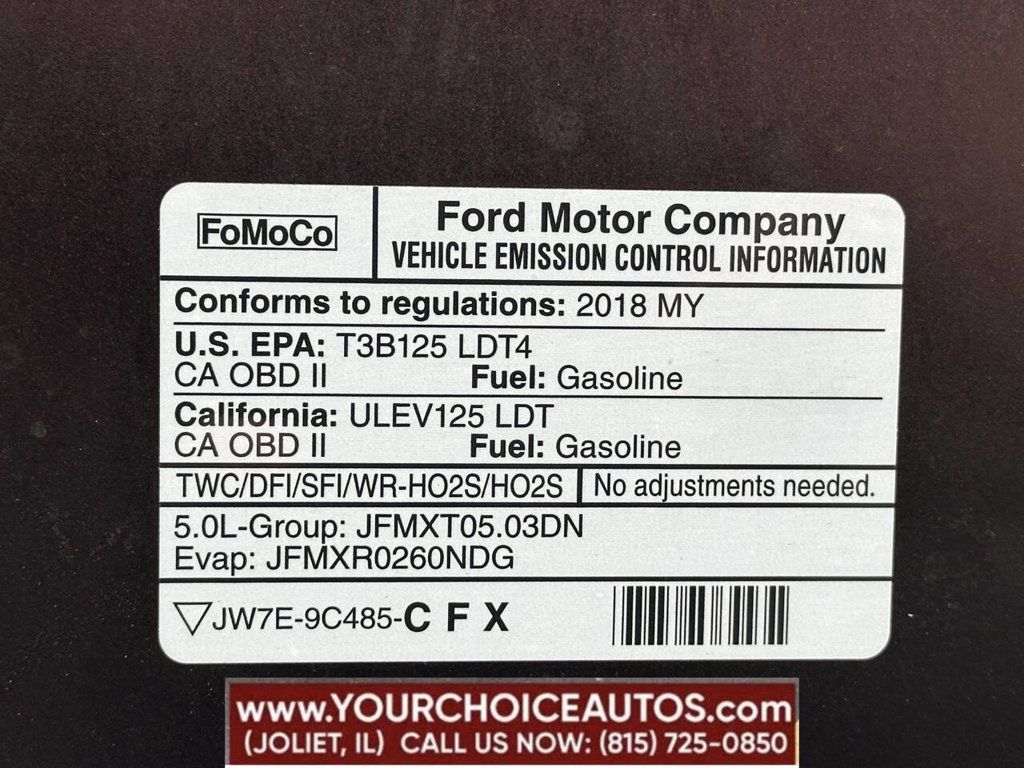 FoMoCo
Ford Motor Company
VEHICLE EMISSION CONTROL INFORMATION
Conforms to regulations: 2018 MY
U.S. EPA: T3B125 LDT4
CA OBD II Fuel: Gasoline
California: ULEV125 LDT
CA OBD II Fuel: Gasoline
TWC/DFI/SFI/WR-HO2S/HO2S No adjustments needed.
5.0L-Group: JFMXT05.03DN
Evap: JFMXR0260NDG
JW7E-9C485-C F X
www.YOURCHOICEAUTOS.com
(JOLIET, IL) CALL US NOW: (815) 725-0850